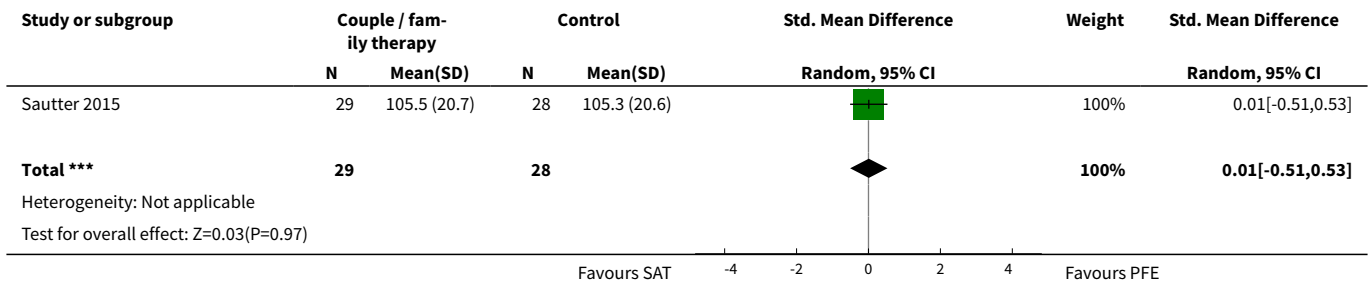 Study or subgroup Couple / fam- Control Std. Mean Difference Weight Std. Mean Difference
ily therapy
N Mean(SD) N Mean(SD) Random, 95% CI Random, 95% CI
Sautter 2015 29 105.5 (20.7) 28 105.3 (20.6) 100% 0.01[-0.51,0.53]
Total *** 29 28 100% 0.01[-0.51,0.53]
Heterogeneity: Not applicable
Test for overall effect: Z=0.03(P=0.97)
Favours SAT -4 -2 0 2 4 Favours PFE